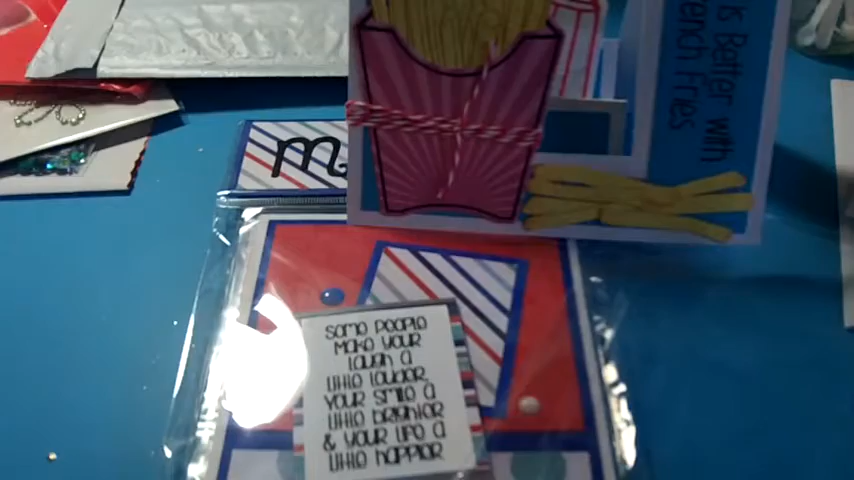 is Better with
French Fries
m
Some People
make your
laugh a
little louder
your smile a
little brighter
& your life a
little happier